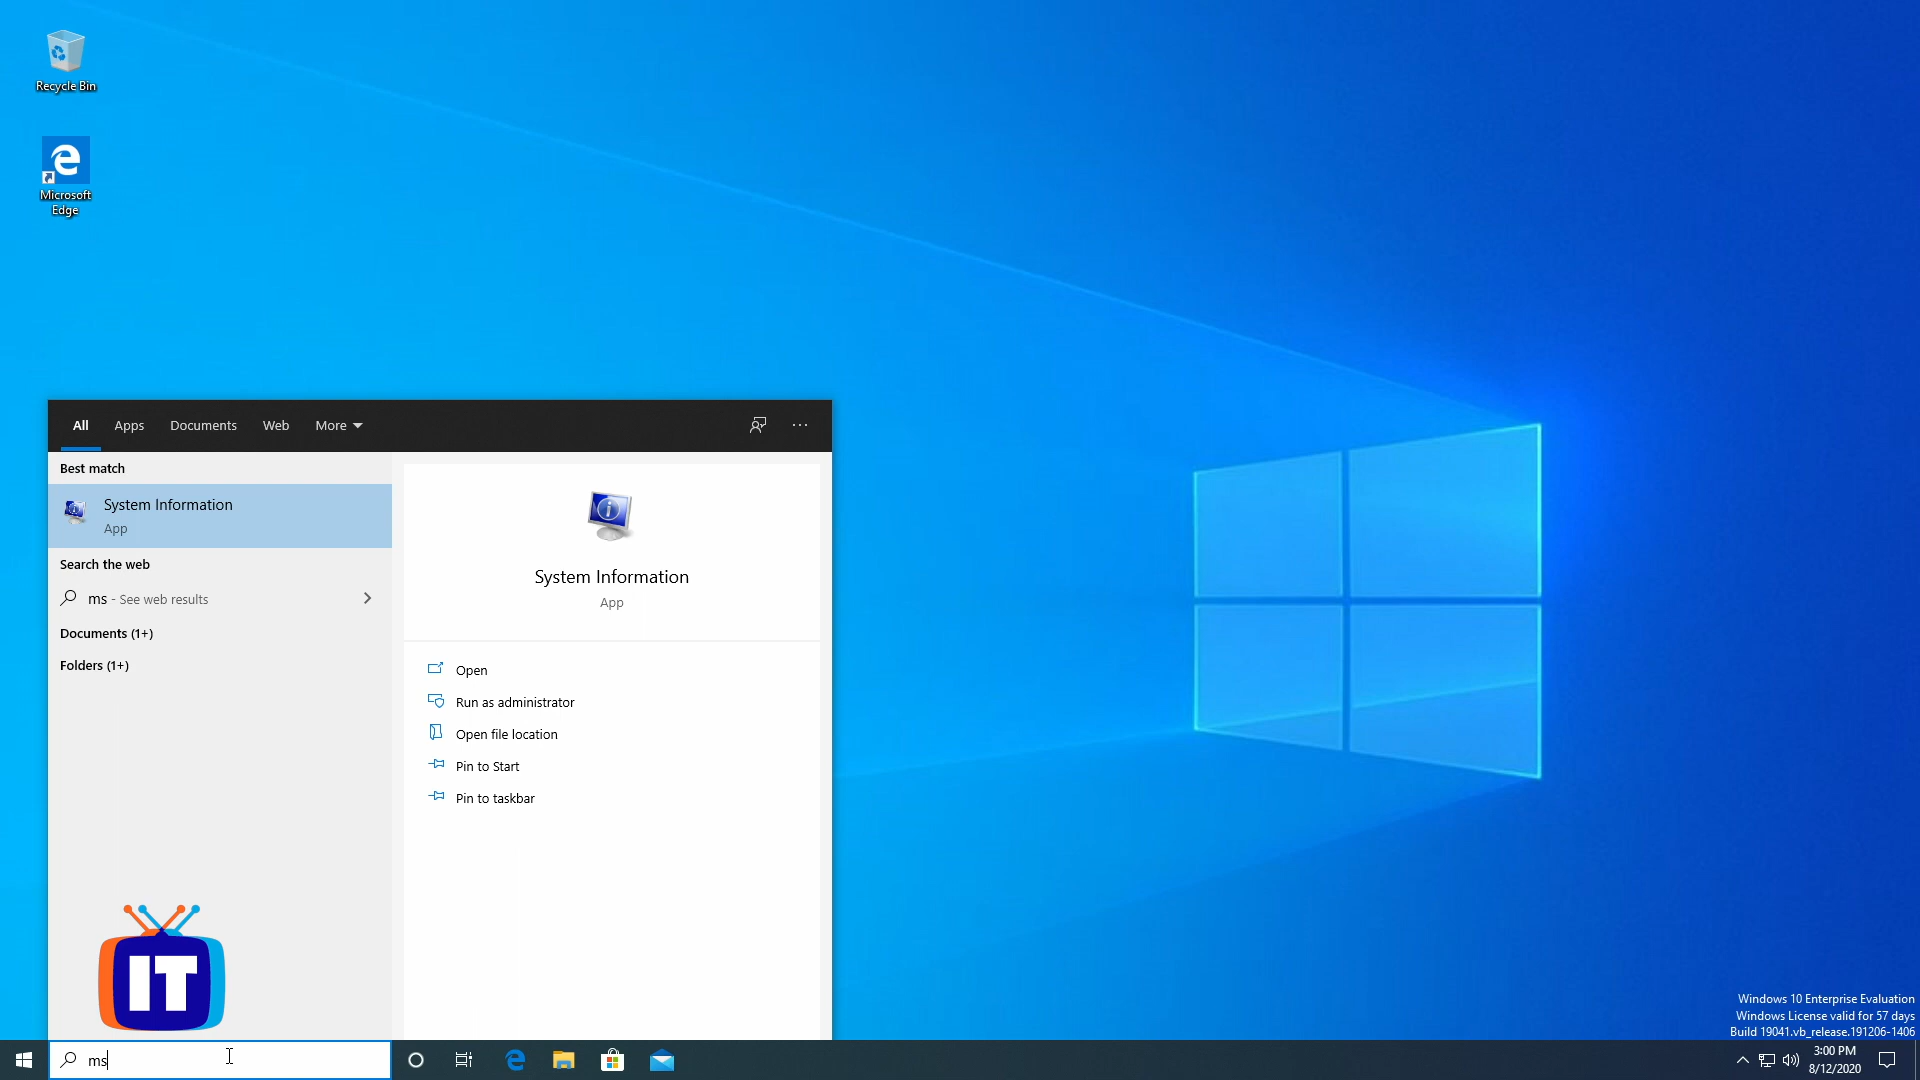 Recycle Bin
Microsoft
Edge
All Apps Documents Web More ...
Best match
System Information
App
Search the web
ms - See web results
Documents (1+)
Folders (1+)
System Information
App
Open
Run as administrator
Open file location
Pin to Start
Pin to taskbar
IT
Windows 10 Enterprise Evaluation
Windows License valid for 57 days
Build 19041.vb_release.191206-1406
ms
3:00 PM
8/12/2020